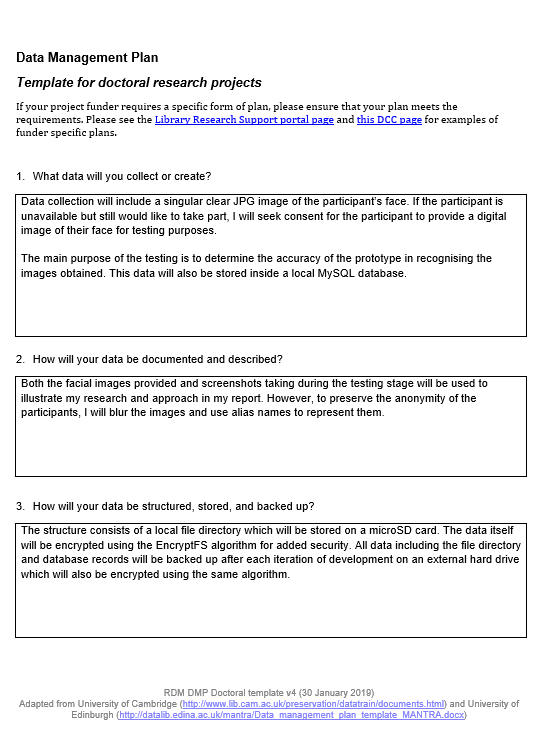 Data Management Plan
Template for doctoral research projects
If your project funder requires a specific form of plan, please ensure that your plan meets the
requirements. Please see the Library Research Support portal page and this DCC page for examples of
funder specific plans.
1. What data will you collect or create?
Data collection will include a singular clear JPG image of the participant's face. If the participant is
unavailable but still would like to take part, I will seek consent for the participant to provide a digital
image of their face for testing purposes.
The main purpose of the testing is to determine the accuracy of the prototype in recognising the
images obtained. This data will also be stored inside a local MySQL database.
2. How will your data be documented and described?
Both the facial images provided and screenshots taking during the testing stage will be used to
illustrate my research and approach in my report. However, to preserve the anonymity of the
participants, I will blur the images and use alias names to represent them.
3. How will your data be structured, stored, and backed up?
The structure consists of a local file directory which will be stored on a microSD card. The data itself
will be encrypted using the EncryptFS algorithm for added security. All data including the file directory
and database records will be backed up after each iteration of development on an external hard drive
which will also be encrypted using the same algorithm.
RDM DMP Doctoral template v4 (30 January 2019)
Adapted from University of Cambridge (http://www.lib.cam.ac.uk/preservation/datatrain/documents.html) and University of
Edinburgh (http://datalib.edina.ac.uk/mantra/Data_management_plan_template_MANTRA.docx)